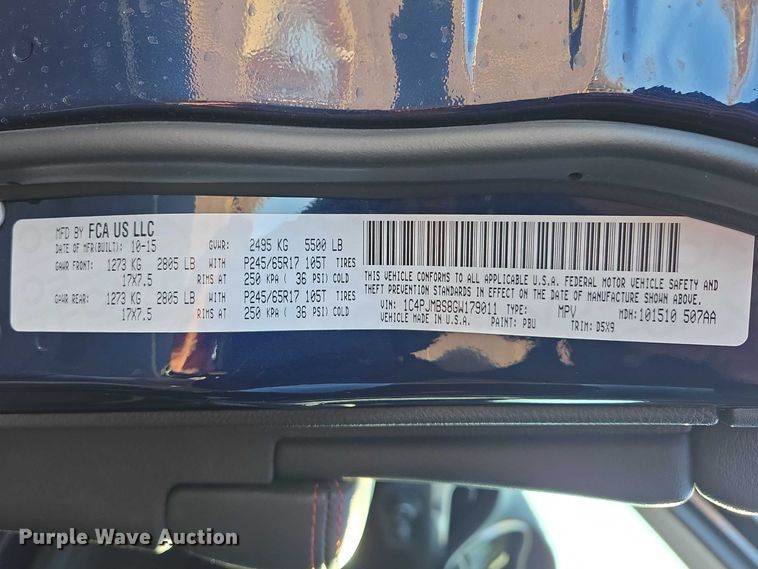 MFD BY FCA US LLC
DATE OF MFR(BUILT): 10-15 GVWR: 2495 KG 5500 LB
GAWR FRONT: 1273 KG 2805 LB WITH P245/65R17 105T TIRES
17X7.5 RIMS AT 250 KPA ( 36 PSI) COLD
GAWR REAR: 1273 KG 2805 LB WITH P245/65R17 105T TIRES
17X7.5 RIMS AT 250 KPA ( 36 PSI) COLD
THIS VEHICLE CONFORMS TO ALL APPLICABLE U.S.A. FEDERAL MOTOR VEHICLE SAFETY AND
THEFT PREVENTION STANDARDS IN EFFECT ON THE DATE OF MANUFACTURE SHOWN ABOVE.
VIN: 1C4PJMBS8GW179011 TYPE: MPV MDH: 101510 507AA
VEHICLE MADE IN U.S.A. PAINT: PBU TRIM: D5X9
Purple Wave Auction